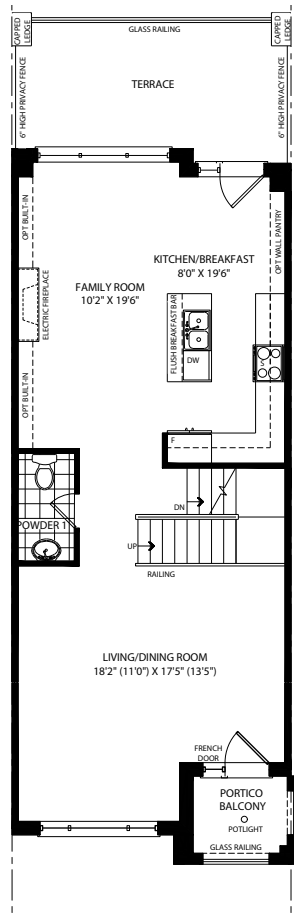 CAPPED
LEDGE
GLASS RAILING
CAPPED
LEDGE
6" HIGH PRIVACY FENCE
TERRACE
6" HIGH PRIVACY FENCE
OPT BUILT-IN
OPT WALL PANTRY
KITCHEN/BREAKFAST
8'0" X 19'6"
FAMILY ROOM
10'2" X 19'6"
ELECTRIC FIREPLACE
FLUSH BREAKFAST BAR
DW
S
OPT BUILT-IN
F
DN
POWDER 1
UP
RAILING
LIVING/DINING ROOM
18'2" (11'0") X 17'5" (13'5")
FRENCH
DOOR
PORTICO
BALCONY
POTLIGHT
GLASS RAILING